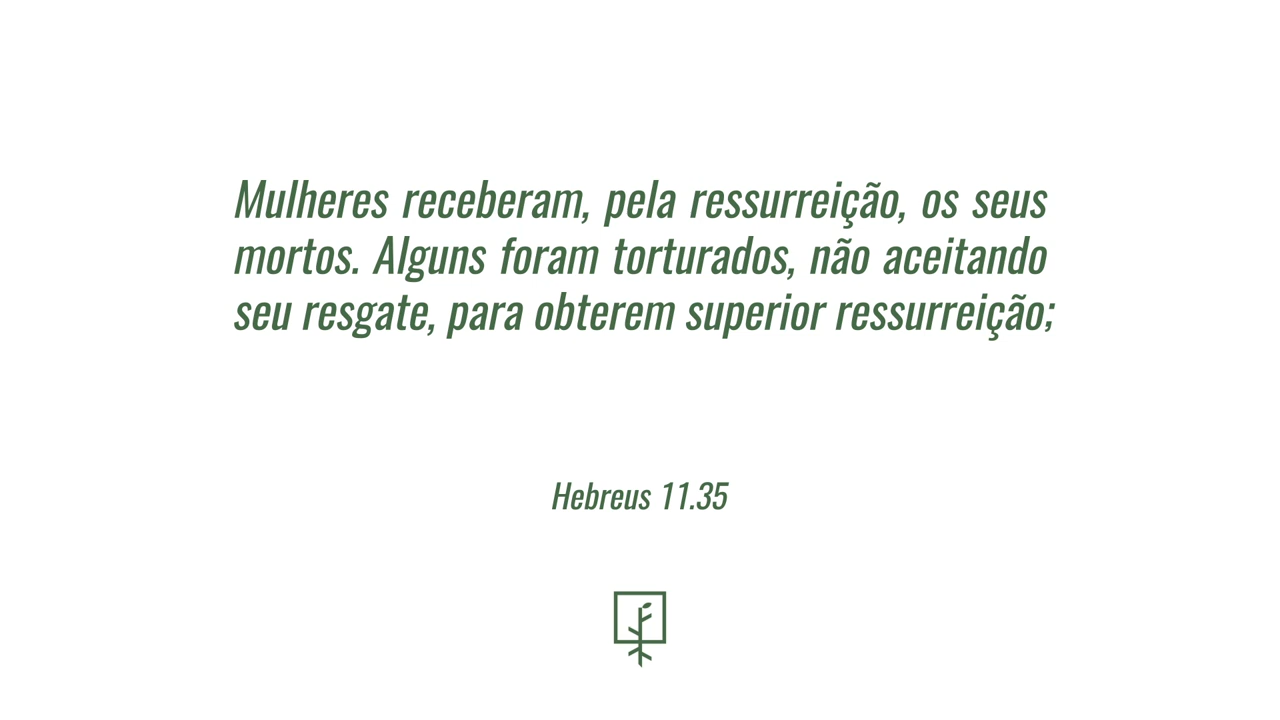 Mulheres receberam, pela ressurreição, os seus
mortos. Alguns foram torturados, não aceitando
seu resgate, para obterem superior ressurreição;
Hebreus 11.35